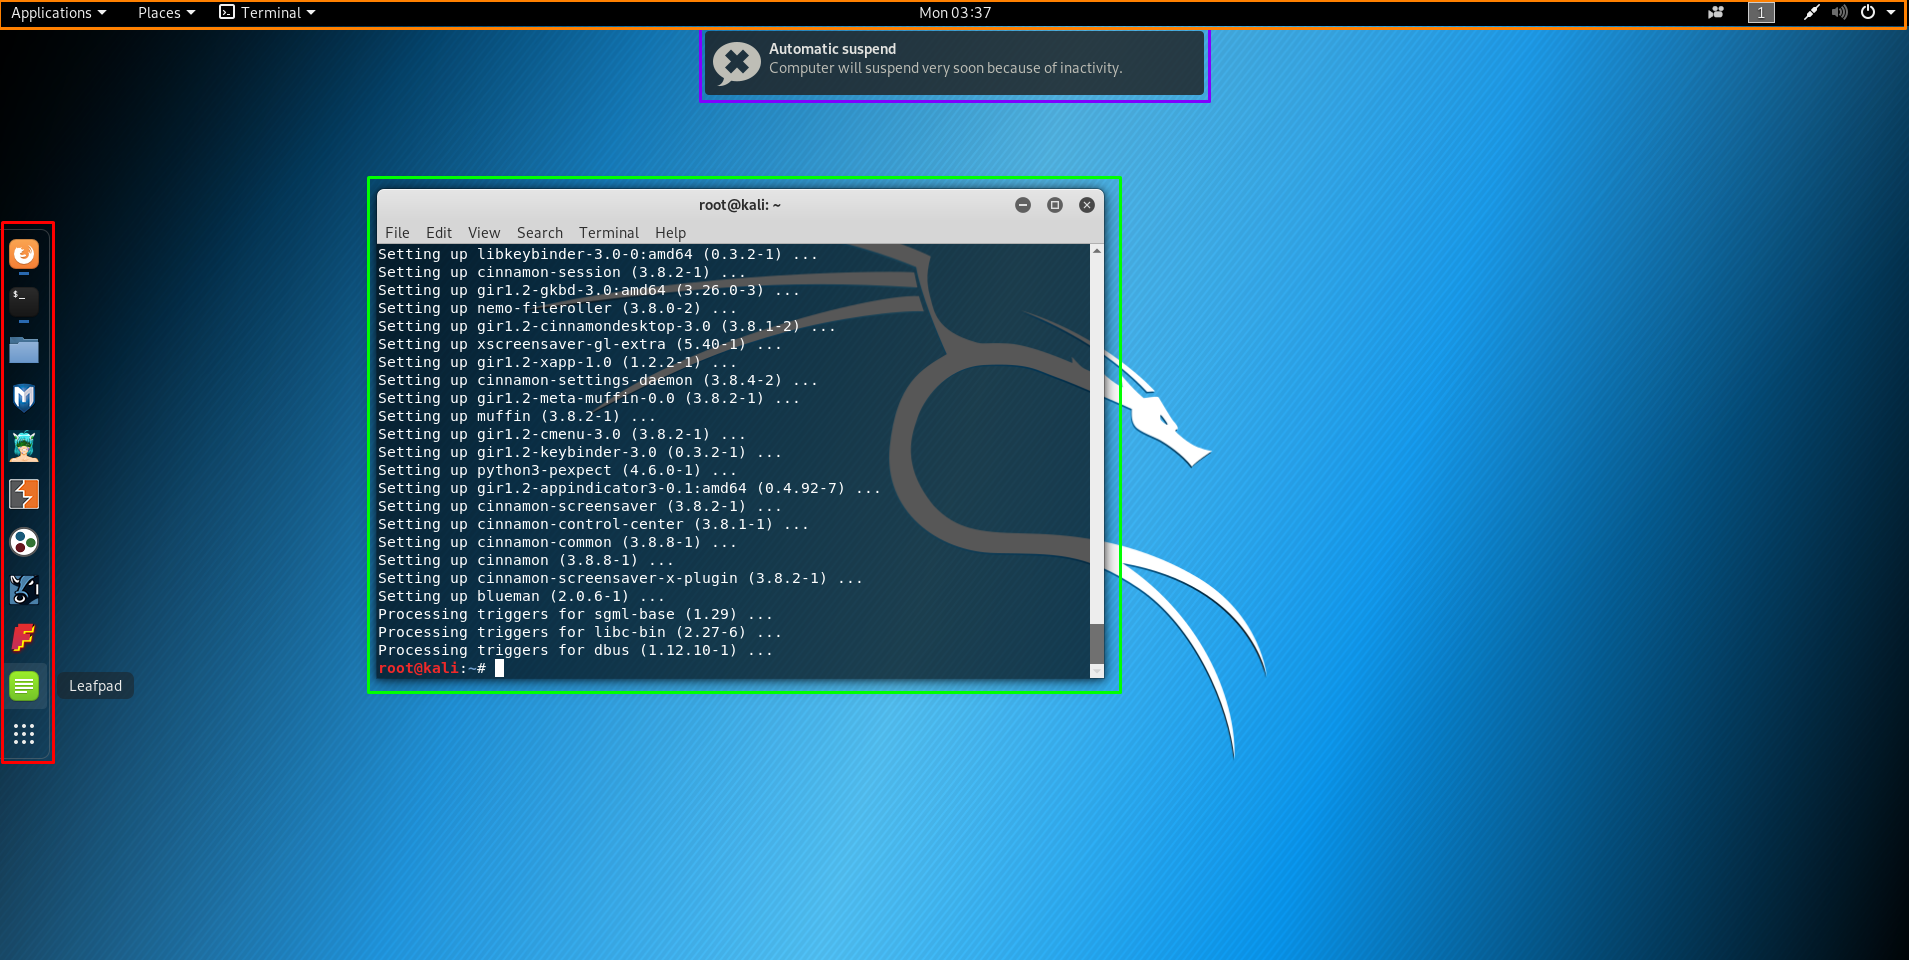 Applications Places Terminal Mon 03:37 1
Automatic suspend
Computer will suspend very soon because of inactivity.
root@kali: ~
File Edit View Search Terminal Help
Setting up libkeybinder-3.0-0:amd64 (0.3.2-1) ...
Setting up cinnamon-session (3.8.2-1) ...
Setting up gir1.2-gkbd-3.0:amd64 (3.26.0-3) ...
Setting up nemo-fileroller (3.8.0-2) ...
Setting up gir1.2-cinnamondesktop-3.0 (3.8.1-2) ...
Setting up xscreensaver-gl-extra (5.40-1) ...
Setting up gir1.2-xapp-1.0 (1.2.2-1) ...
Setting up cinnamon-settings-daemon (3.8.4-2) ...
Setting up gir1.2-meta-muffin-0.0 (3.8.2-1) ...
Setting up muffin (3.8.2-1) ...
Setting up gir1.2-cmenu-3.0 (3.8.2-1) ...
Setting up gir1.2-keybinder-3.0 (0.3.2-1) ...
Setting up python3-pexpect (4.6.0-1) ...
Setting up gir1.2-appindicator3-0.1:amd64 (0.4.92-7) ...
Setting up cinnamon-screensaver (3.8.2-1) ...
Setting up cinnamon-control-center (3.8.1-1) ...
Setting up cinnamon-common (3.8.8-1) ...
Setting up cinnamon (3.8.8-1) ...
Setting up cinnamon-screensaver-x-plugin (3.8.2-1) ...
Setting up blueman (2.0.6-1) ...
Processing triggers for sgml-base (1.29) ...
Processing triggers for libc-bin (2.27-6) ...
Processing triggers for dbus (1.12.10-1) ...
root@kali:~#
$_
Leafpad